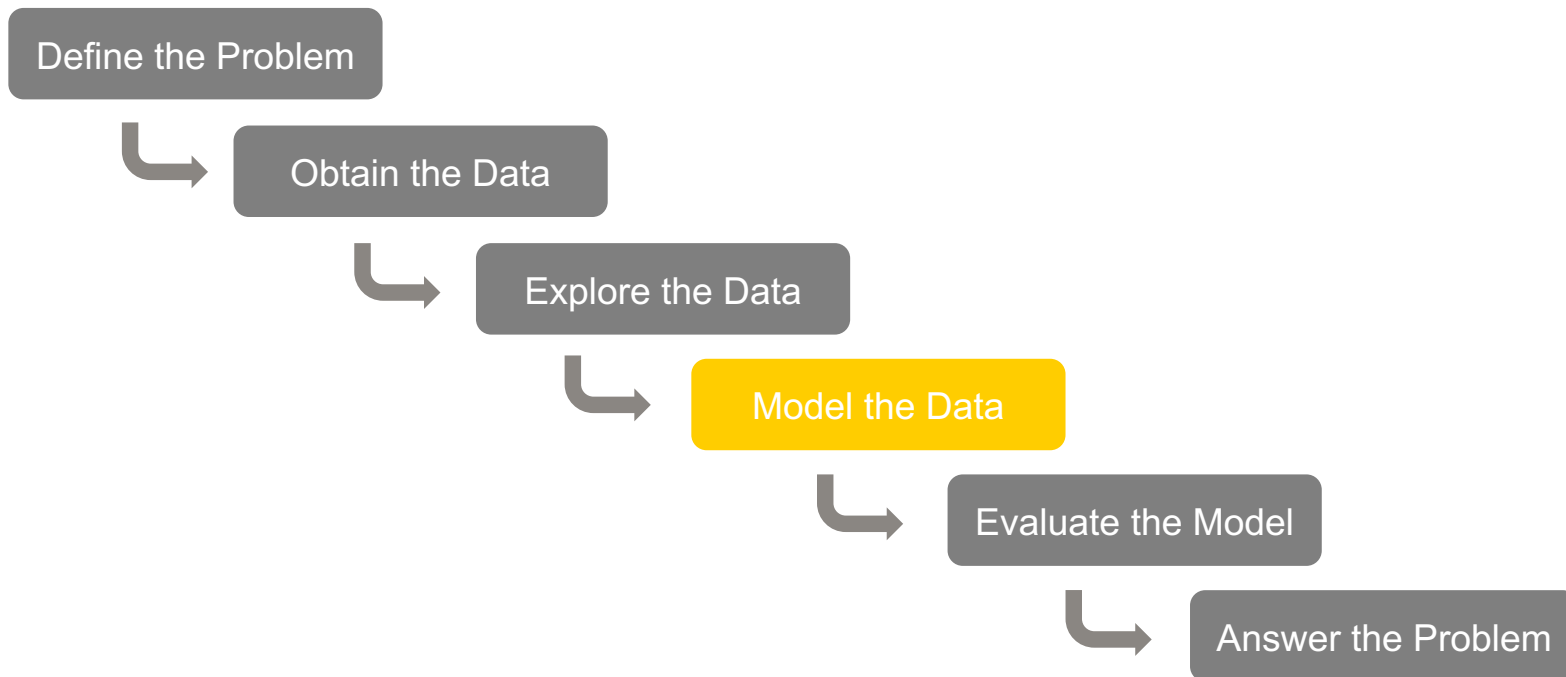 Define the Problem
Obtain the Data
Explore the Data
Model the Data
Evaluate the Model
Answer the Problem